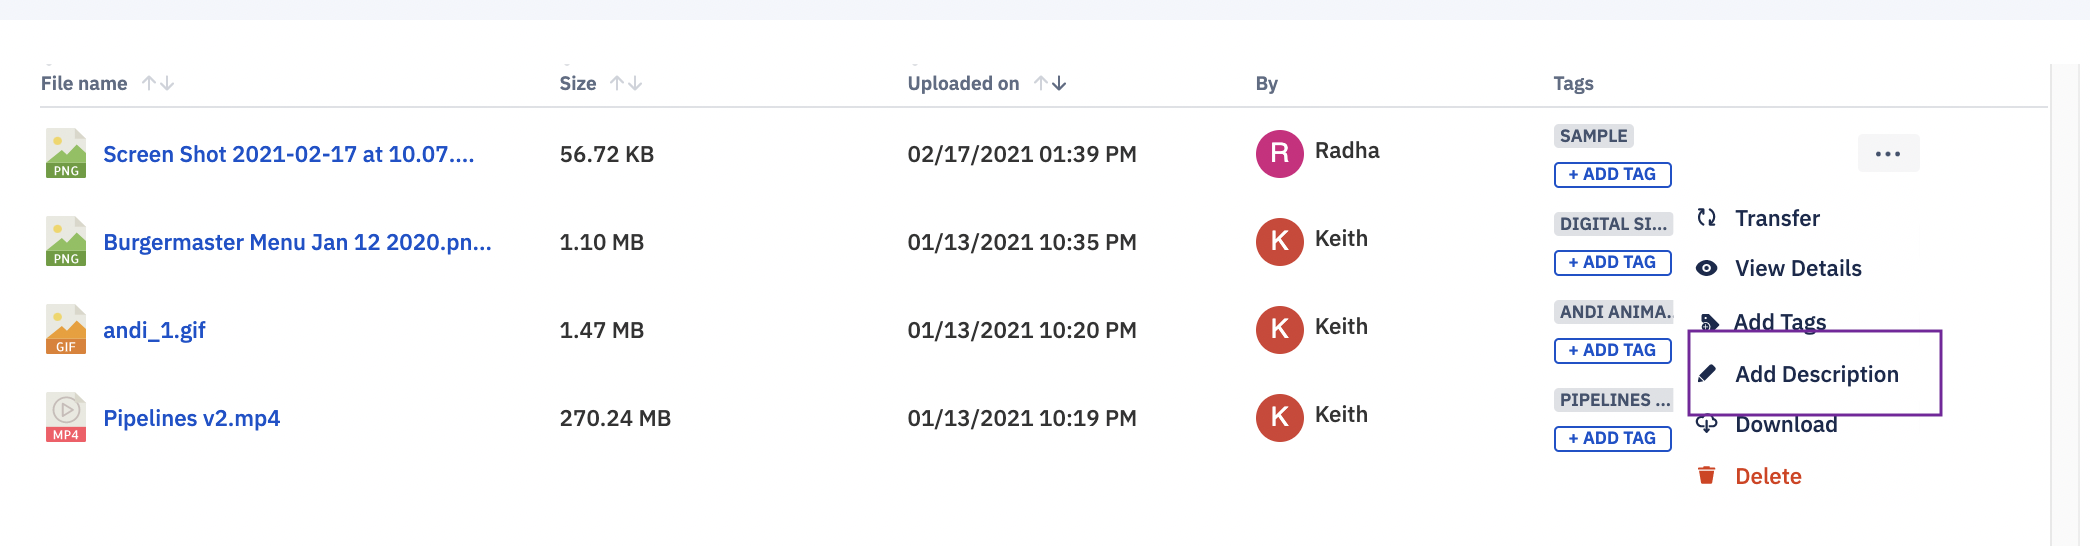 File name Size Uploaded on By Tags
PNG Screen Shot 2021-02-17 at 10.07.... 56.72 KB 02/17/2021 01:39 PM R Radha SAMPLE
+ ADD TAG
PNG Burgermaster Menu Jan 12 2020.pn... 1.10 MB 01/13/2021 10:35 PM K Keith DIGITAL SI...
+ ADD TAG
GIF andi_1.gif 1.47 MB 01/13/2021 10:20 PM K Keith ANDI ANIMA..
+ ADD TAG
MP4 Pipelines v2.mp4 270.24 MB 01/13/2021 10:19 PM K Keith PIPELINES ...
+ ADD TAG
Transfer
View Details
Add Tags
Add Description
Download
Delete